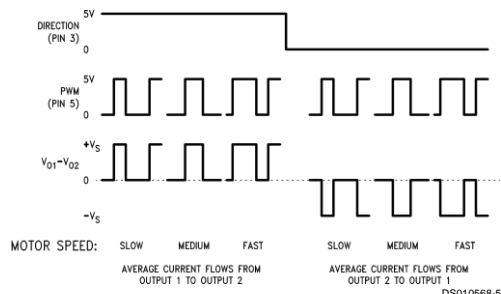 DIRECTION
(PIN 3)
5V
0
PWM
(PIN 5)
5V
0
V01-V02
+VS
0
-VS
MOTOR SPEED: SLOW MEDIUM FAST SLOW MEDIUM FAST
AVERAGE CURRENT FLOWS FROM
OUTPUT 1 TO OUTPUT 2
AVERAGE CURRENT FLOWS FROM
OUTPUT 2 TO OUTPUT 1
DS010568-5